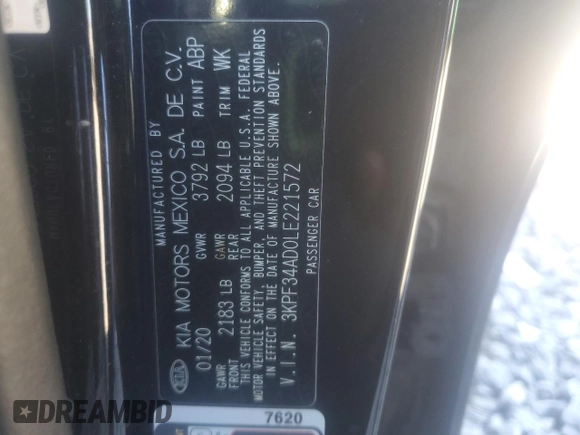 MANUFACTURED BY
KIA MOTORS MEXICO S.A. DE C.V.
01/20 GVWR 3792 LB PAINT ABP
GAWR FRONT 2183 LB GAWR REAR 2094 LB TRIM WK
THIS VEHICLE CONFORMS TO ALL APPLICABLE U.S.A. FEDERAL
MOTOR VEHICLE SAFETY, BUMPER, AND THEFT PREVENTION STANDARDS
IN EFFECT ON THE DATE OF MANUFACTURE SHOWN ABOVE.
V.I.N. 3KPF34AD0LE221572
PASSENGER CAR
KIA
7620
DREAMBID